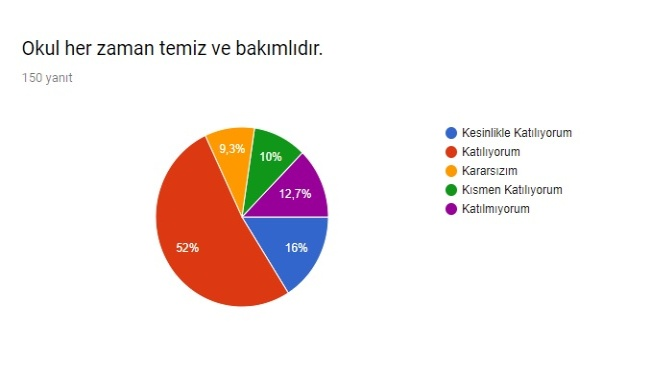 Okul her zaman temiz ve bakımlıdır.
150 yanıt
9,3%
10%
12,7%
52%
16%
Kesinlikle Katılıyorum
Katılıyorum
Kararsızım
Kısmen Katılıyorum
Katılmıyorum